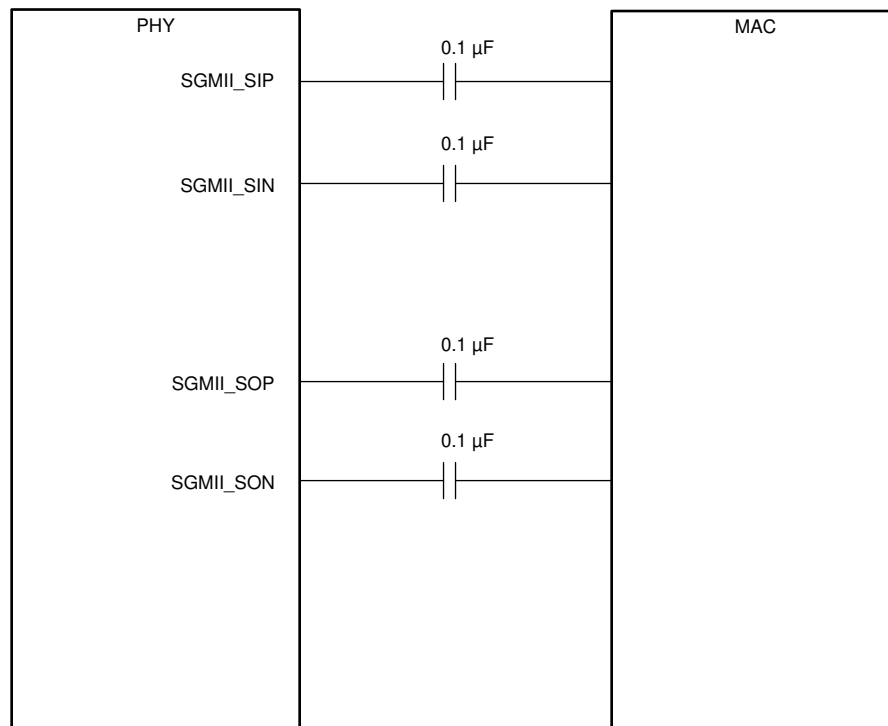 PHY
MAC
0.1 µF
SGMII_SIP
0.1 µF
SGMII_SIN
0.1 µF
SGMII_SOP
0.1 µF
SGMII_SON